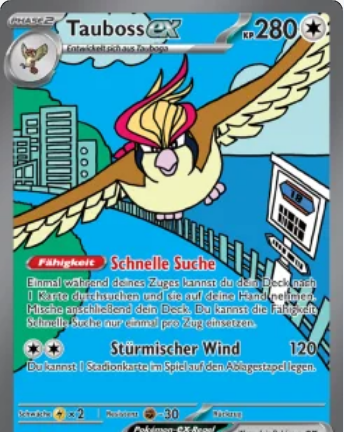 PHASE 2 Tauboss ex KP 280
Entwickelt sich aus Tauboga
Fähigkeit Schnelle Suche
Einmal während deines Zuges kannst du dein Deck nach
1 Karte durchsuchen und sie auf deine Hand nehmen.
Mische anschließend dein Deck. Du kannst die Fähigkeit
Schnelle Suche nur einmal pro Zug einsetzen.
Stürmischer Wind 120
Du kannst 1 Stadionkarte im Spiel auf den Ablagestapel legen.
Schwäche x2 Resistenz -30 Rückzug
Pokémon-ex-Regel